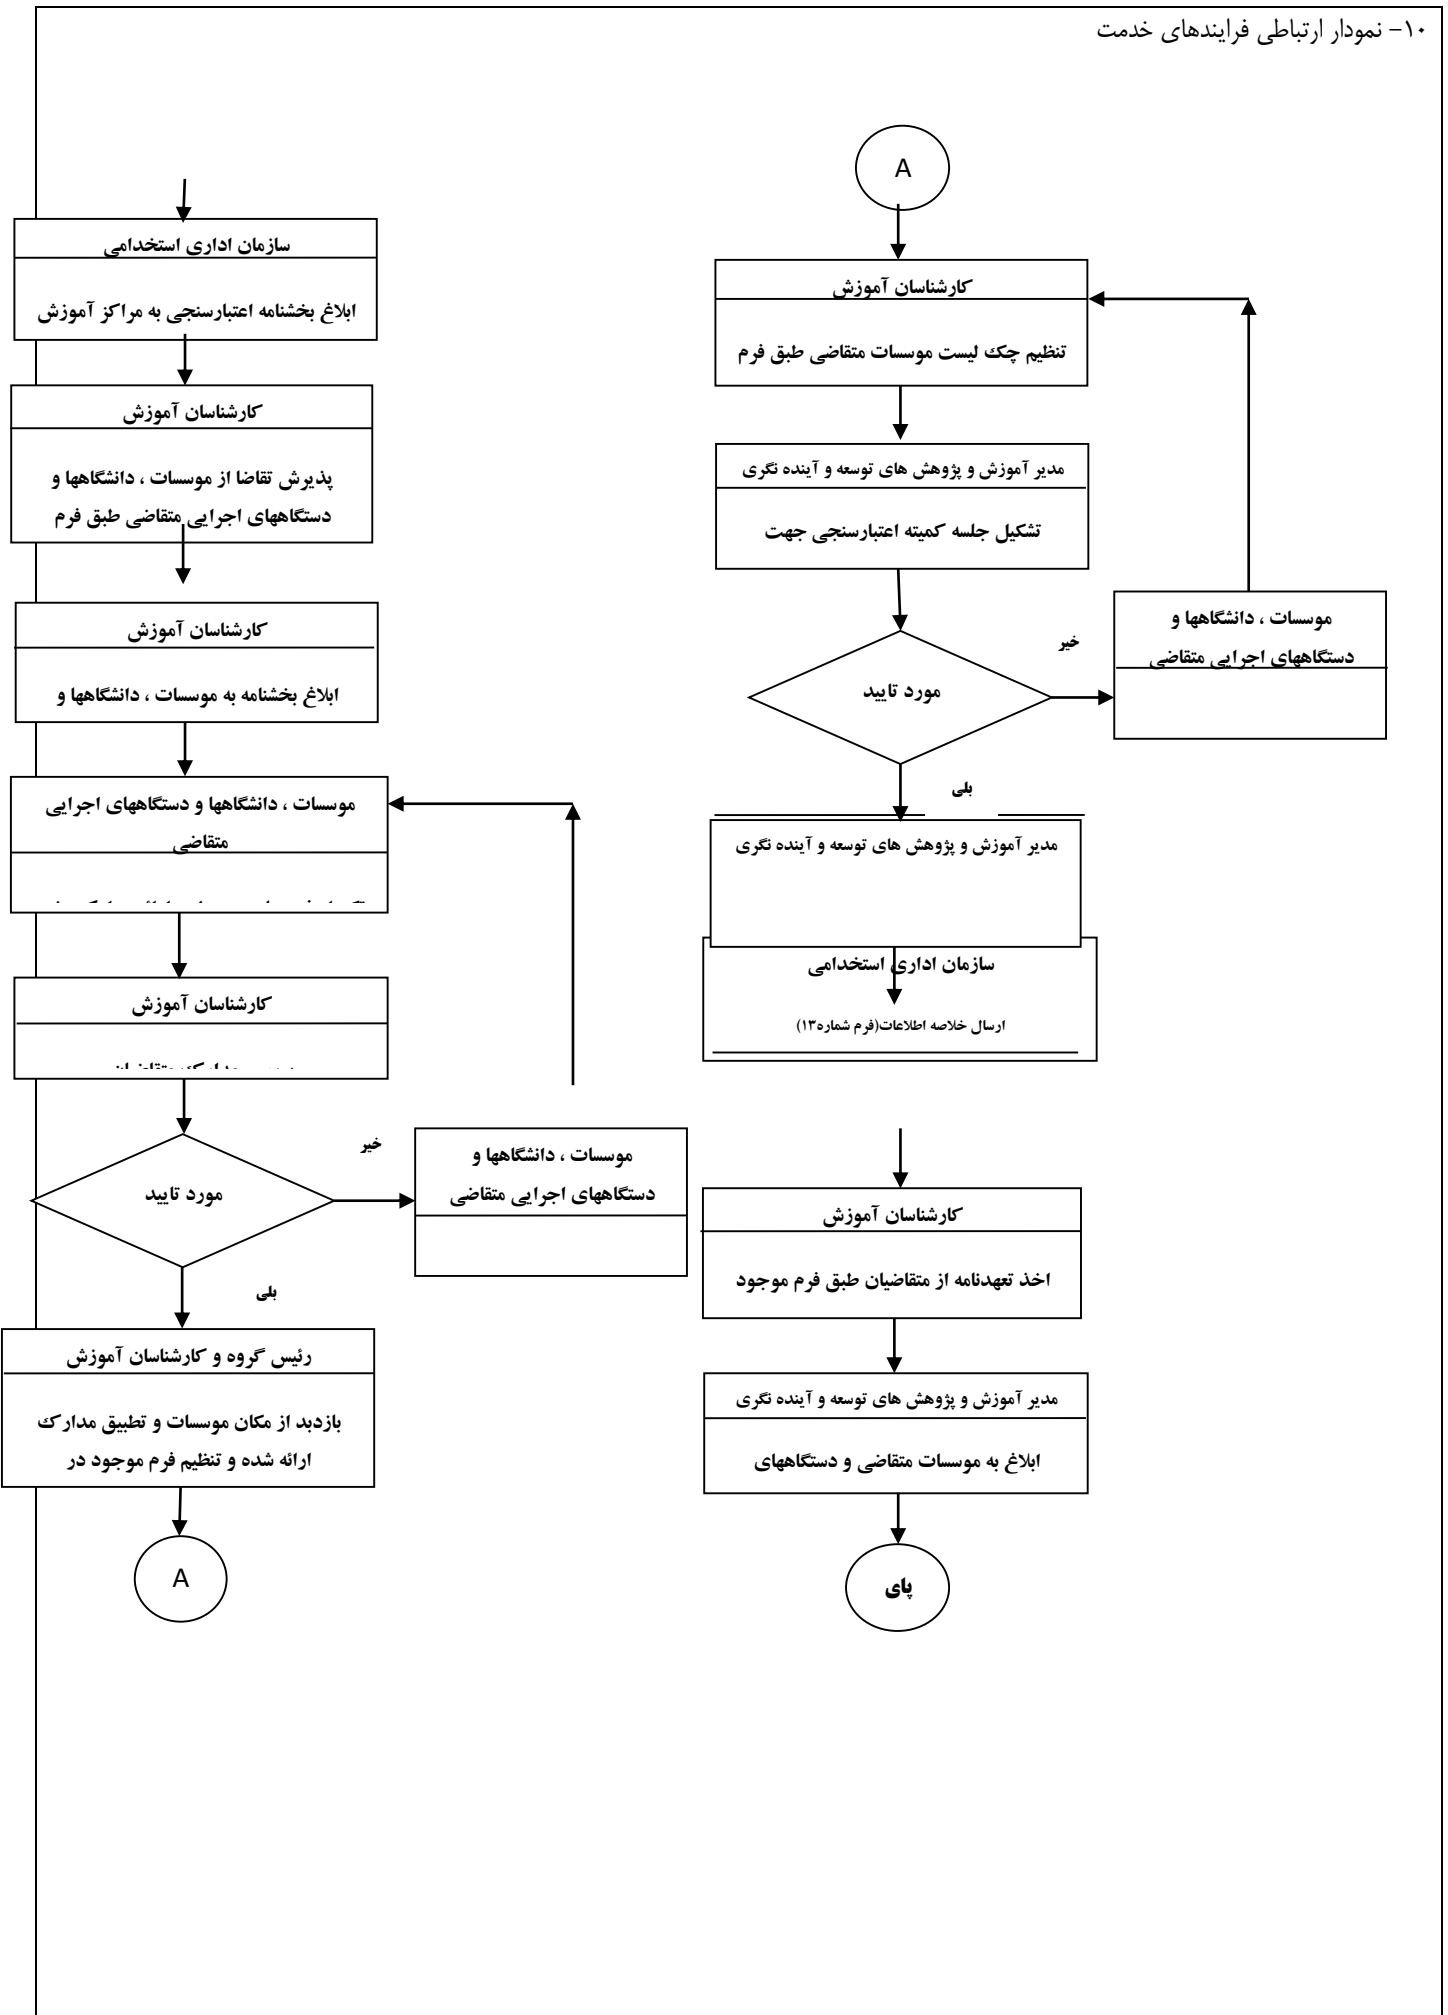 ۱۰- نمودار ارتباطی فرایندهای خدمت
سازمان اداری استخدامی
ابلاغ بخشنامه اعتبارسنجی به مراکز آموزش
کارشناسان آموزش
پذیرش تقاضا از موسسات ، دانشگاهها و
دستگاههای اجرایی متقاضی طبق فرم
کارشناسان آموزش
ابلاغ بخشنامه به موسسات ، دانشگاهها و
موسسات ، دانشگاهها و دستگاههای اجرایی
متقاضی
کارشناسان آموزش
مدارک متقاضیان
مورد تایید
خیر
موسسات ، دانشگاهها و
دستگاههای اجرایی متقاضی
بلی
رئیس گروه و کارشناسان آموزش
بازدبد از مکان موسسات و تطبیق مدارک
ارائه شده و تنظیم فرم موجود در
A
A
کارشناسان آموزش
تنظیم چک لیست موسسات متقاضی طبق فرم
مدیر آموزش و پژوهش های توسعه و آینده نگری
تشکیل جلسه کمیته اعتبارسنجی جهت
مورد تایید
خیر
موسسات ، دانشگاهها و
دستگاههای اجرایی متقاضی
بلی
مدیر آموزش و پژوهش های توسعه و آینده نگری
سازمان اداری استخدامی
ارسال خلاصه اطلاعات(فرم شماره۱۳)
کارشناسان آموزش
اخذ تعهدنامه از متقاضیان طبق فرم موجود
مدیر آموزش و پژوهش های توسعه و آینده نگری
ابلاغ به موسسات متقاضی و دستگاههای
پای